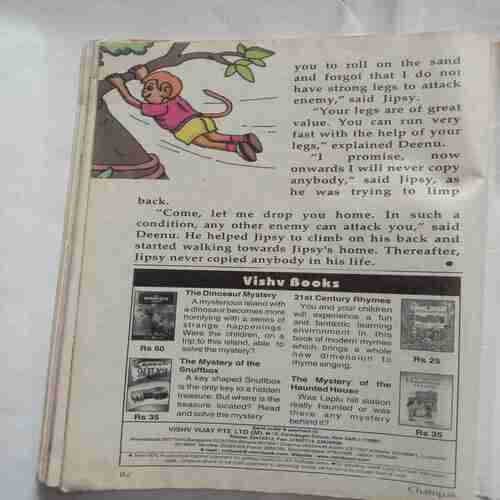 you to roll on the sand
and forgot that I do not
have strong legs to attack
enemy," said Jipsy.
"Your legs are of great
value. You can run very
fast with the help of your
legs," explained Deenu.
"I promise, now
onwards I will never copy
anybody," said Jipsy, as
he was trying to limp
back.
"Come, let me drop you home. In such a
condition, any other enemy can attack you," said
Deenu. He helped Jipsy to climb on his back and
started walking towards Jipsy's home. Thereafter,
Jipsy never copied anybody in his life.
Vishv Books
The Dinosaur Mystery
A mysterious island with
a dinosaur becomes more
horrifying with a series of
strange happenings.
Were the children, on a
trip to this island, able to
solve the mystery?
Rs 60
21st Century Rhymes
You and your children
will experience a fun
and fantastic learning
environment in this
book of modern rhymes
which brings a whole
new dimension to
rhyme singing.
Rs 25
The Mystery of the
Snuffbox
A key shaped Snuffbox
is the only key to a hidden
treasure. But where is the
treasure located? Read
and solve the mystery
Rs 35
The Mystery of the
Haunted House
Was Laplu hill station
really haunted or was
there any mystery
behind it?
Rs 35
VISHV VIJAY PTE LTD (M),
Champak